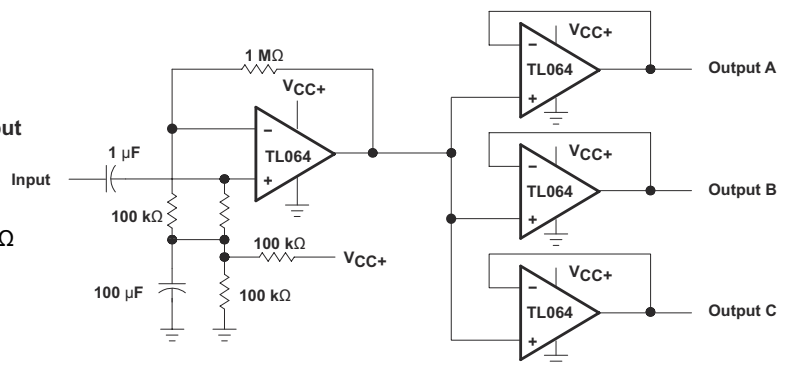 VCC+
1 MΩ
TL064
Output A
VCC+
ut
1 µF
TL064
VCC+
Input
TL064
Output B
100 kΩ
Ω
100 kΩ
VCC+
VCC+
100 µF
100 kΩ
TL064
Output C